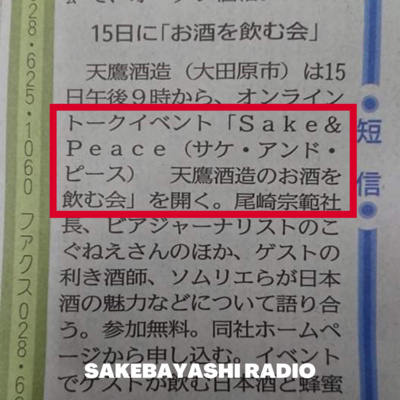 15日に「お酒を飲む会」
天鷹酒造（大田原市）は15
日午後９時から、オンライン
トークイベント「Ｓａｋｅ＆
Ｐｅａｃｅ（サケ・アンド・
ピース）　天鷹酒造のお酒を
飲む会」を開く。尾崎宗範社
長、ビアジャーナリストのこ
ぐねえさんのほか、ゲストの
利き酒師、ソムリエらが日本
酒の魅力などについて語り合
う。参加無料。同社ホームペ
ージから申し込む。イベント
でゲストが飲む日本酒と蜂蜜
短信
28・625・1060　ファクス028・6
SAKEBAYASHI RADIO